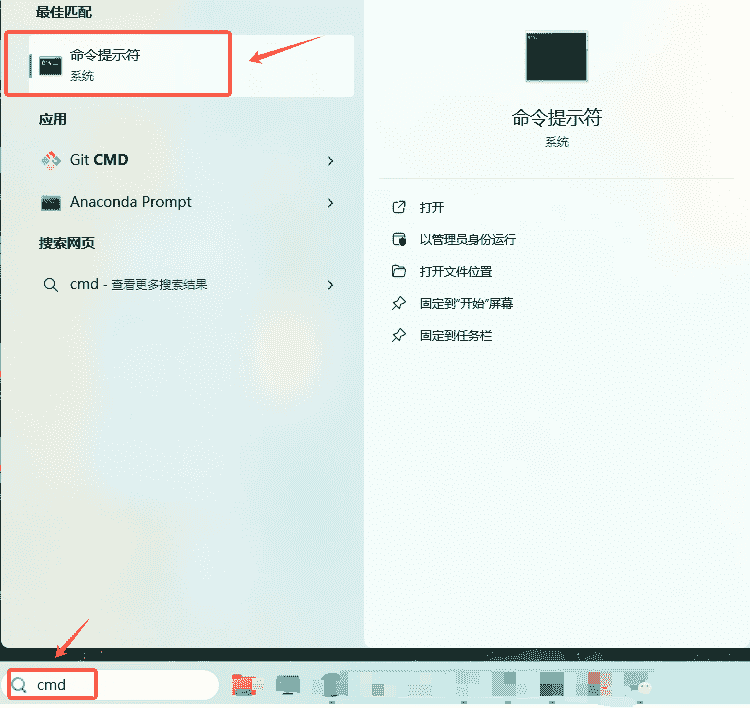 最佳匹配
命令提示符
系统
应用
Git CMD
Anaconda Prompt
搜索网页
cmd - 查看更多搜索结果
命令提示符
系统
打开
以管理员身份运行
打开文件位置
固定到"开始"屏幕
固定到任务栏
cmd